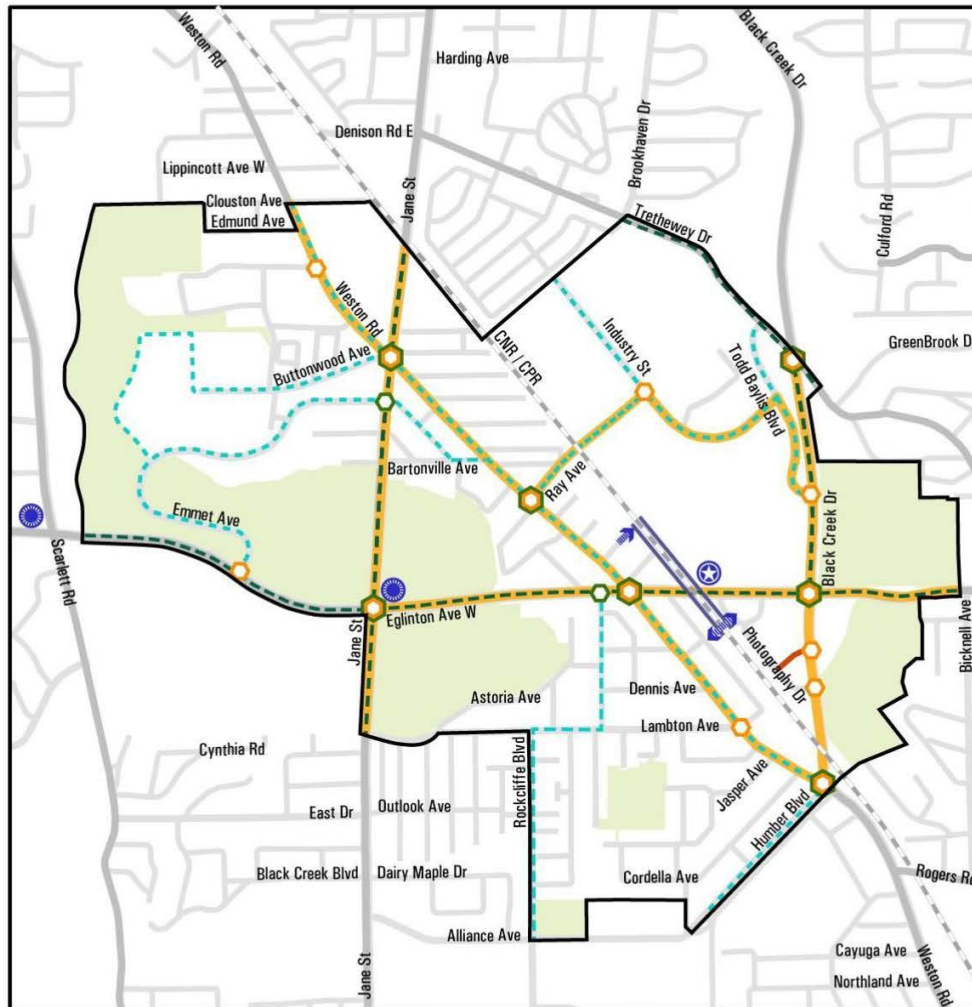 Weston Rd
Black Creek Dr
Harding Ave
Denison Rd E
Brookhaven Dr
Lippincott Ave W
Clouston Ave
Edmund Ave
Jane St
Trethewey Dr
Culford Rd
Weston Rd
CNR / CPR
Industry St
GreenBrook D
Buttonwood Ave
Todd Baylis Blvd
Bartonville Ave
Ray Ave
Emmet Ave
Scarlett Rd
Black Creek Dr
Jane St
Eglinton Ave W
Bicknell Ave
Photography Dr
Dennis Ave
Astoria Ave
Lambton Ave
Cynthia Rd
Rockcliffe Blvd
Jasper Ave
Humber Blvd
East Dr
Outlook Ave
Black Creek Blvd
Dairy Maple Dr
Cordella Ave
Rogers Rd
Alliance Ave
Cayuga Ave
Northland Ave
Weston Rd
Jane St